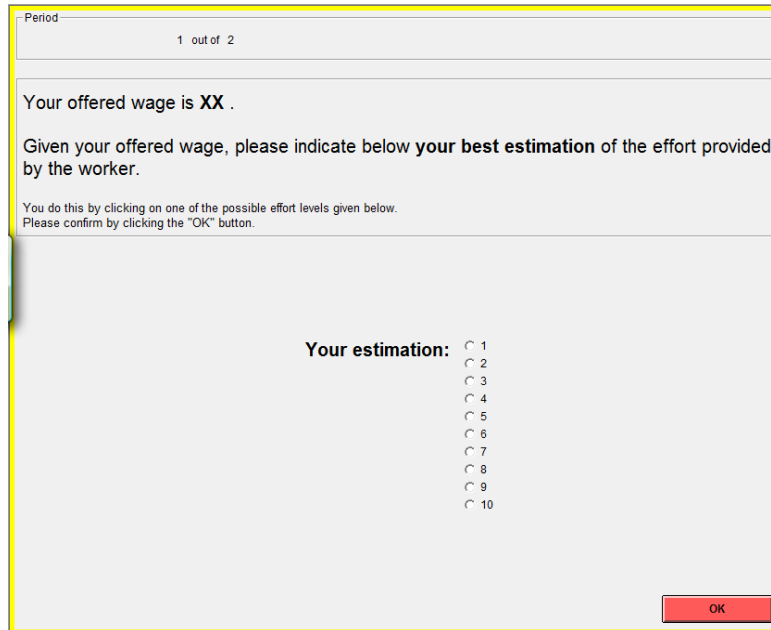 Period
1 out of 2
Your offered wage is XX .
Given your offered wage, please indicate below your best estimation of the effort provided
by the worker.
You do this by clicking on one of the possible effort levels given below.
Please confirm by clicking the "OK" button.
Your estimation:
1
2
3
4
5
6
7
8
9
10
OK